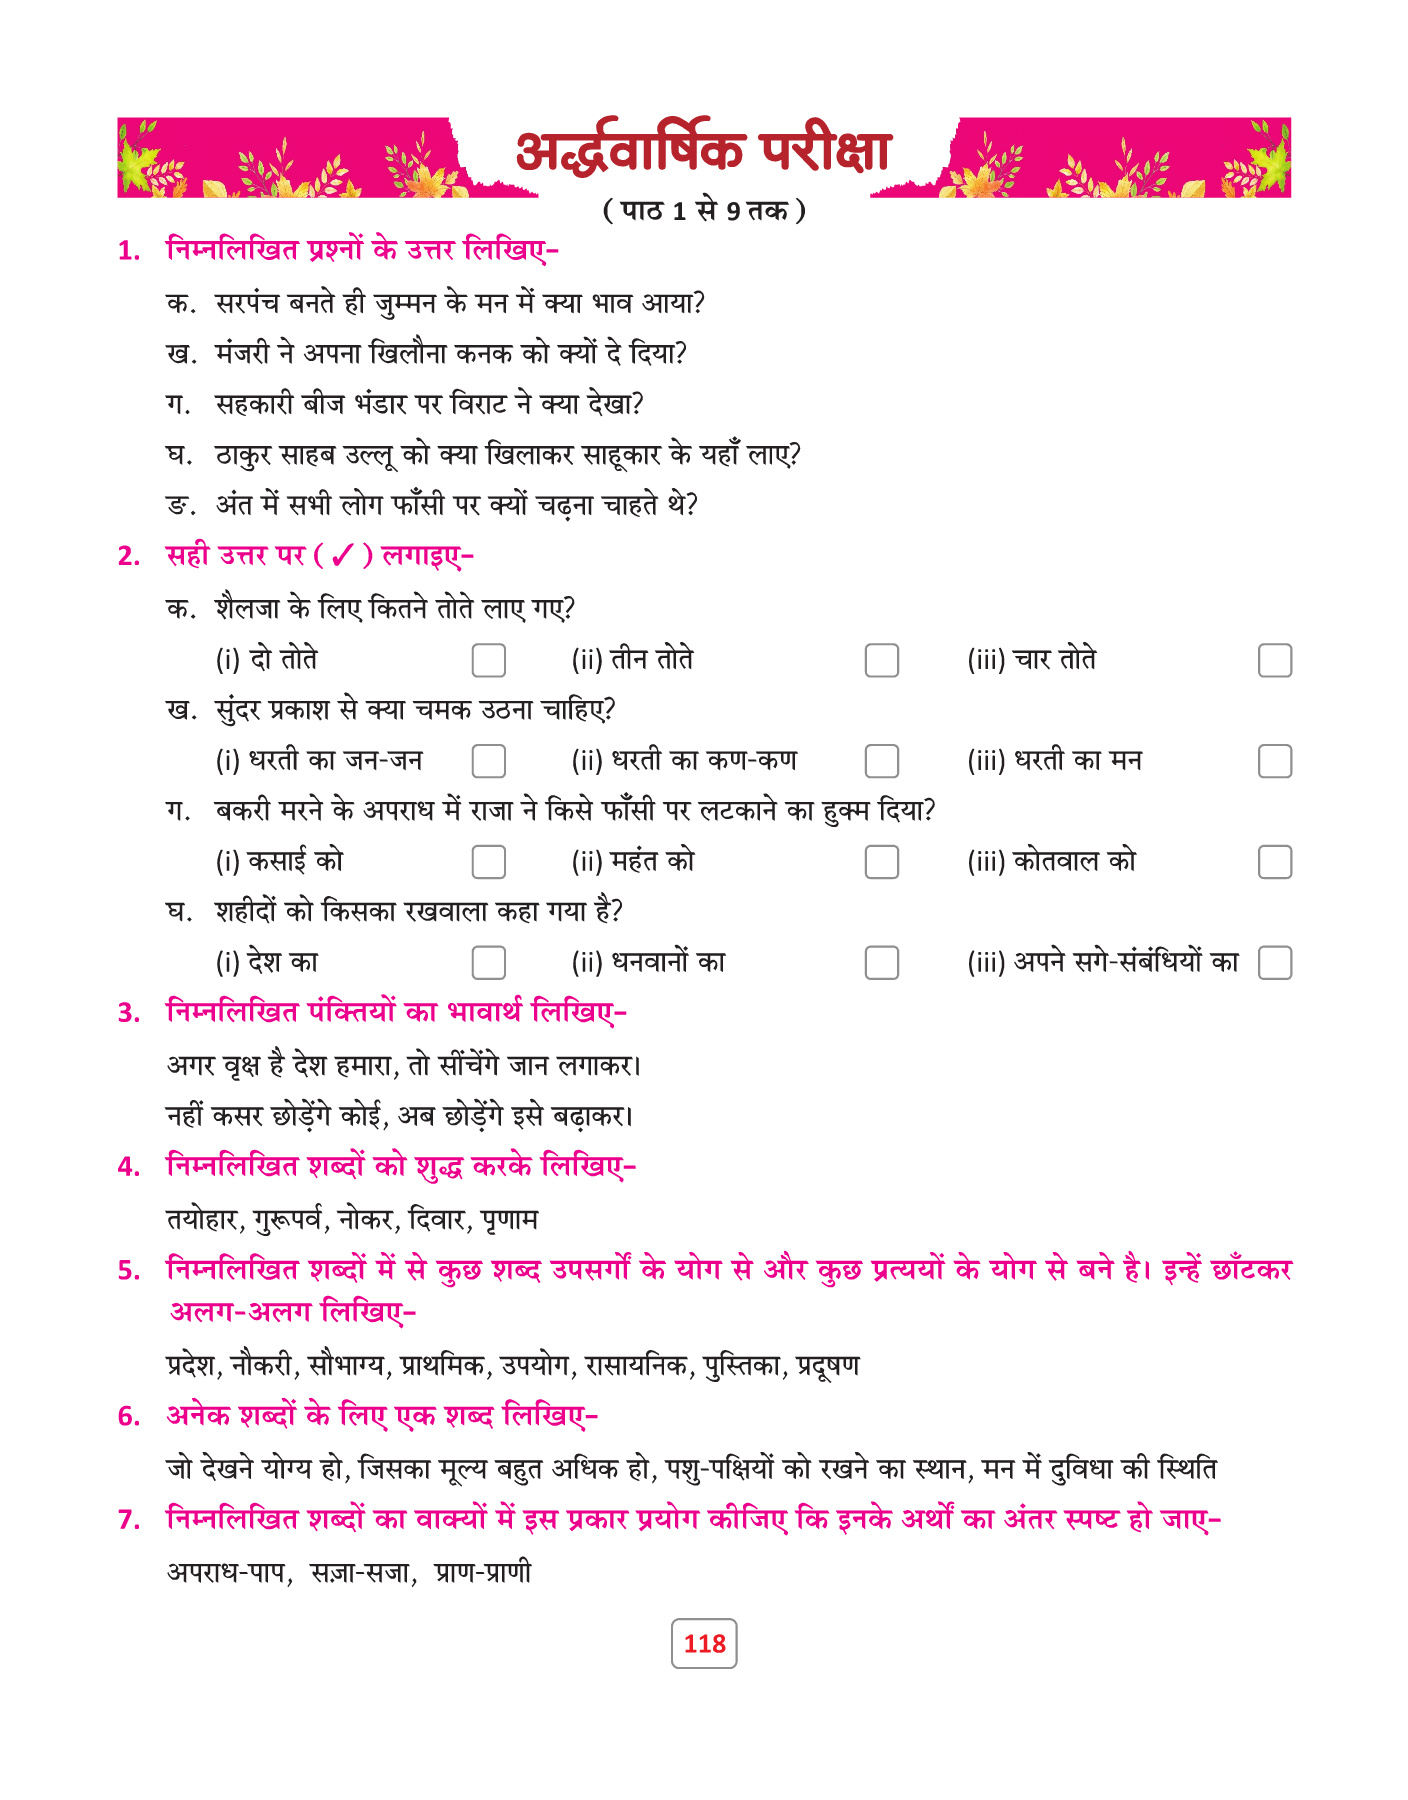 अर्द्धवार्षिक परीक्षा
( पाठ 1 से 9 तक )
1. निम्नलिखित प्रश्नों के उत्तर लिखिए–
क. सरपंच बनते ही जुम्मन के मन में क्या भाव आया?
ख. मंजरी ने अपना खिलौना कनक को क्यों दे दिया?
ग. सहकारी बीज भंडार पर विराट ने क्या देखा?
घ. ठाकुर साहब उल्लू को क्या खिलाकर साहूकार के यहाँ लाए?
ङ. अंत में सभी लोग फाँसी पर क्यों चढ़ना चाहते थे?
2. सही उत्तर पर ( ✓ ) लगाइए–
क. शैलजा के लिए कितने तोते लाए गए?
(i) दो तोते (ii) तीन तोते (iii) चार तोते
ख. सुंदर प्रकाश से क्या चमक उठना चाहिए?
(i) धरती का जन-जन (ii) धरती का कण-कण (iii) धरती का मन
ग. बकरी मरने के अपराध में राजा ने किसे फाँसी पर लटकाने का हुक्म दिया?
(i) कसाई को (ii) महंत को (iii) कोतवाल को
घ. शहीदों को किसका रखवाला कहा गया है?
(i) देश का (ii) धनवानों का (iii) अपने सगे-संबंधियों का
3. निम्नलिखित पंक्तियों का भावार्थ लिखिए–
अगर वृक्ष है देश हमारा, तो सींचेंगे जान लगाकर।
नहीं कसर छोड़ेंगे कोई, अब छोड़ेंगे इसे बढ़ाकर।
4. निम्नलिखित शब्दों को शुद्ध करके लिखिए–
तयोहार, गुरूपर्व, नोकर, दिवार, पृणाम
5. निम्नलिखित शब्दों में से कुछ शब्द उपसर्गों के योग से और कुछ प्रत्ययों के योग से बने है। इन्हें छाँटकर
अलग-अलग लिखिए–
प्रदेश, नौकरी, सौभाग्य, प्राथमिक, उपयोग, रासायनिक, पुस्तिका, प्रदूषण
6. अनेक शब्दों के लिए एक शब्द लिखिए–
जो देखने योग्य हो, जिसका मूल्य बहुत अधिक हो, पशु-पक्षियों को रखने का स्थान, मन में दुविधा की स्थिति
7. निम्नलिखित शब्दों का वाक्यों में इस प्रकार प्रयोग कीजिए कि इनके अर्थों का अंतर स्पष्ट हो जाए–
अपराध-पाप, सज़ा-सजा, प्राण-प्राणी
118